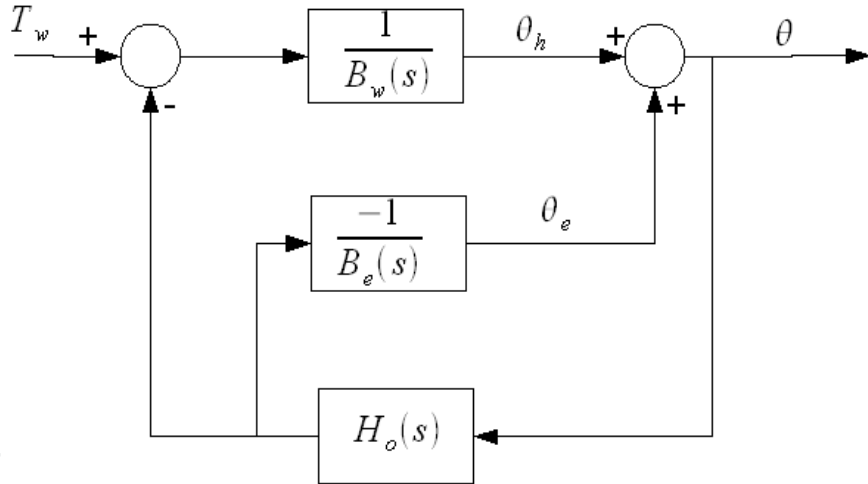 T_w + 1/B_w(s) θ_h + θ
- +
-1/B_e(s) θ_e
H_o(s)